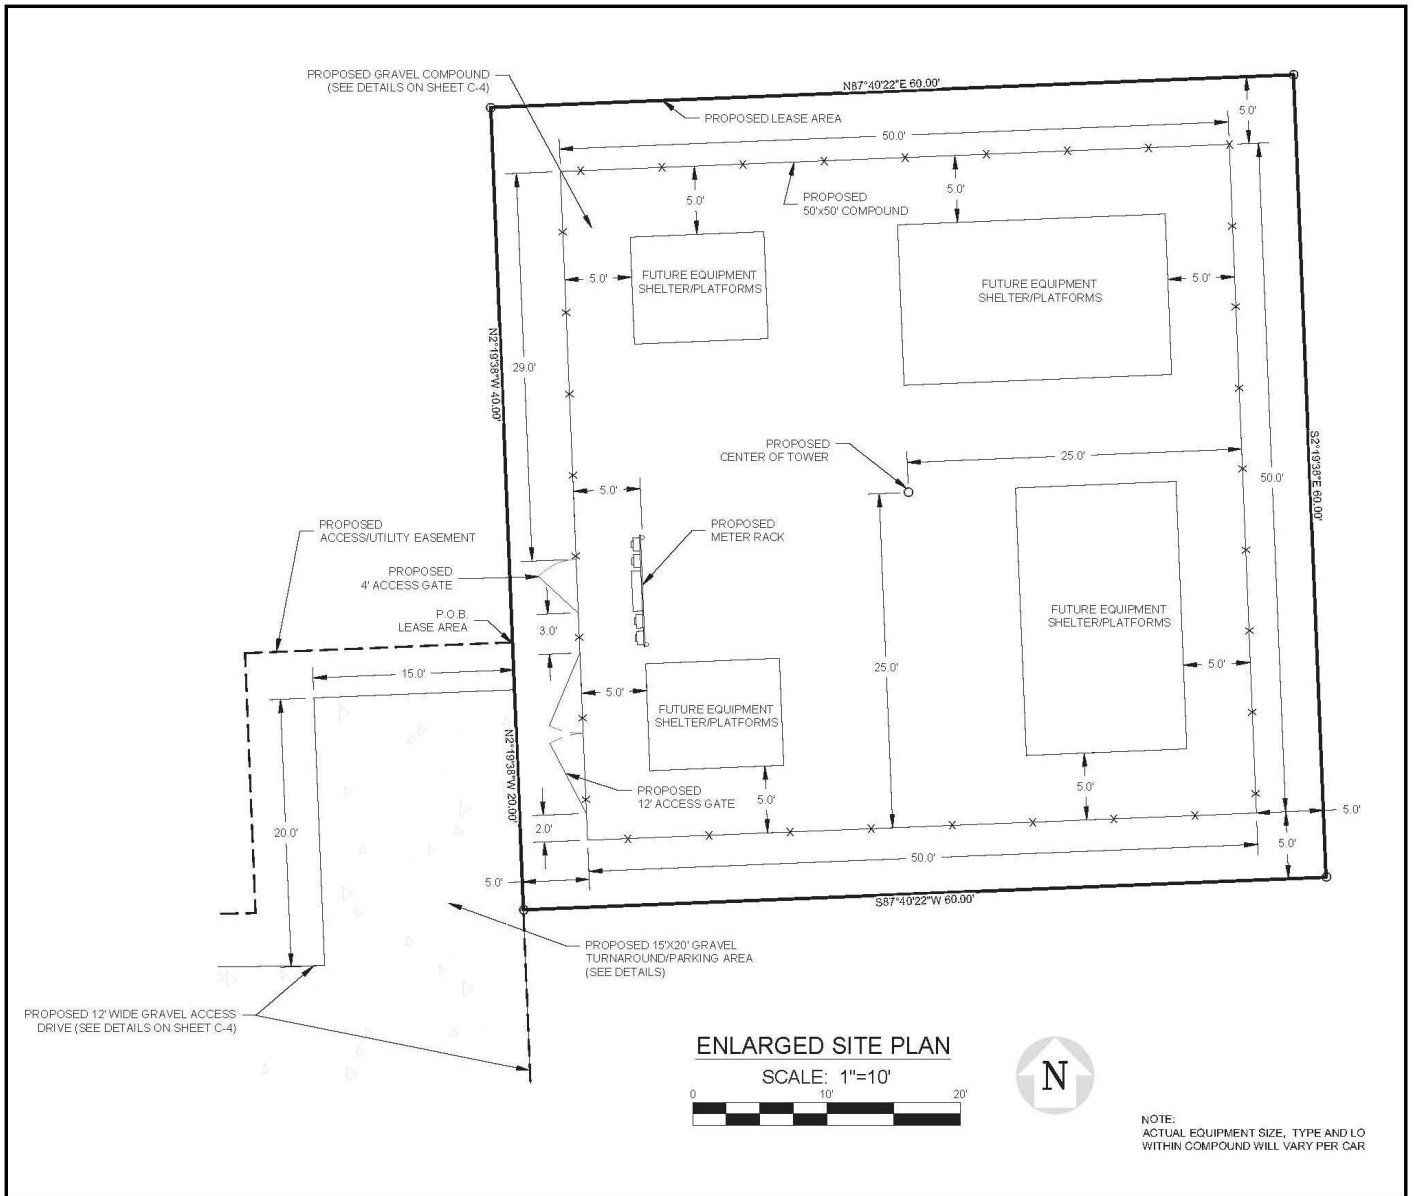 PROPOSED GRAVEL COMPOUND
(SEE DETAILS ON SHEET C-4)
N87°40'22"E 60.00'
PROPOSED LEASE AREA
5.0'
50.0'
PROPOSED
50'x50' COMPOUND
5.0'
5.0'
FUTURE EQUIPMENT
SHELTER/PLATFORMS
5.0'
FUTURE EQUIPMENT
SHELTER/PLATFORMS
5.0'
N2°19'38"W 40.00'
29.0'
PROPOSED
CENTER OF TOWER
25.0'
S2°19'38"E 60.00'
50.0'
5.0'
PROPOSED
METER RACK
PROPOSED
ACCESS/UTILITY EASEMENT
PROPOSED
4' ACCESS GATE
P.O.B.
LEASE AREA
3.0'
FUTURE EQUIPMENT
SHELTER/PLATFORMS
15.0'
25.0'
5.0'
5.0'
FUTURE EQUIPMENT
SHELTER/PLATFORMS
N2°19'38"W 20.00'
PROPOSED
12' ACCESS GATE
5.0'
5.0'
5.0'
20.0'
2.0'
50.0'
5.0'
5.0'
S87°40'22"W 60.00'
PROPOSED 15'X20' GRAVEL
TURNAROUND/PARKING AREA
(SEE DETAILS)
PROPOSED 12' WIDE GRAVEL ACCESS
DRIVE (SEE DETAILS ON SHEET C-4)
ENLARGED SITE PLAN
SCALE: 1"=10'
0 10' 20'
N
NOTE:
ACTUAL EQUIPMENT SIZE, TYPE AND LO
WITHIN COMPOUND WILL VARY PER CAR